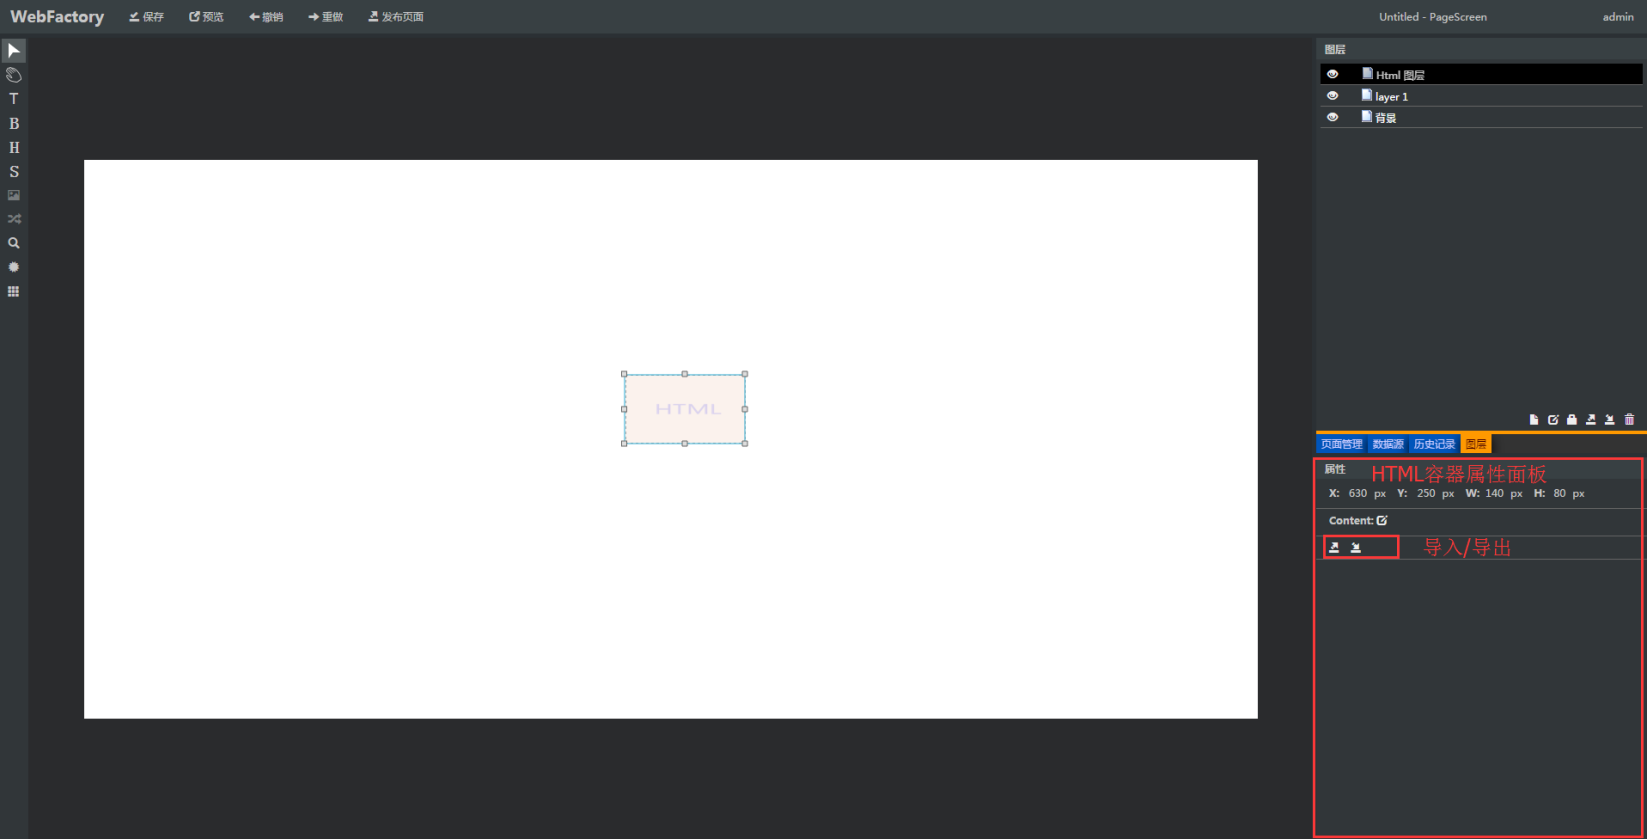 WebFactory 保存 预览 撤销 重做 发布页面 Untitled - PageScreen admin
图层
T
B
H
S
Html 图层
layer 1
背景
HTML
页面管理 数据源 历史记录 图层
属性
HTML容器属性面板
X: 630 px Y: 250 px W: 140 px H: 80 px
Content:
导入/导出